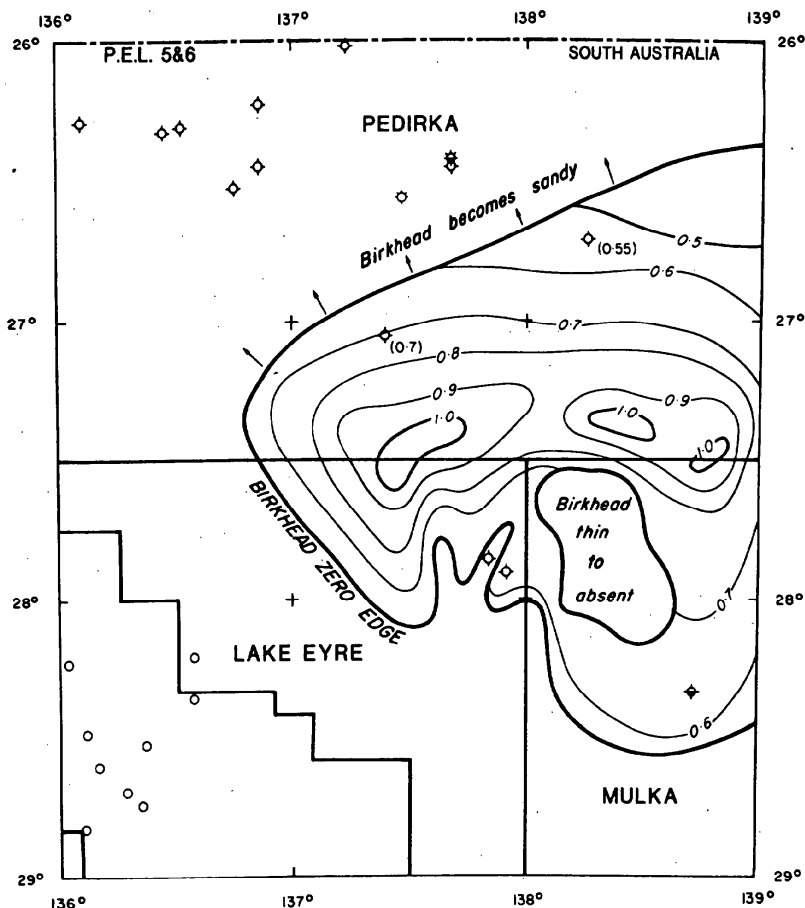 136° 137° 138° 139°
26° 26°
P.E.L. 5&6 SOUTH AUSTRALIA
PEDIRKA
Birkhead becomes sandy
0.5
(0.55)
0.6
27° 27°
0.7
(0.7)
0.8
0.9 0.9
1.0 1.0
1.0
BIRKHEAD ZERO EDGE
Birkhead
thin
to
absent
28° 28°
0.7
LAKE EYRE
0.6
MULKA
29° 29°
136° 137° 138° 139°